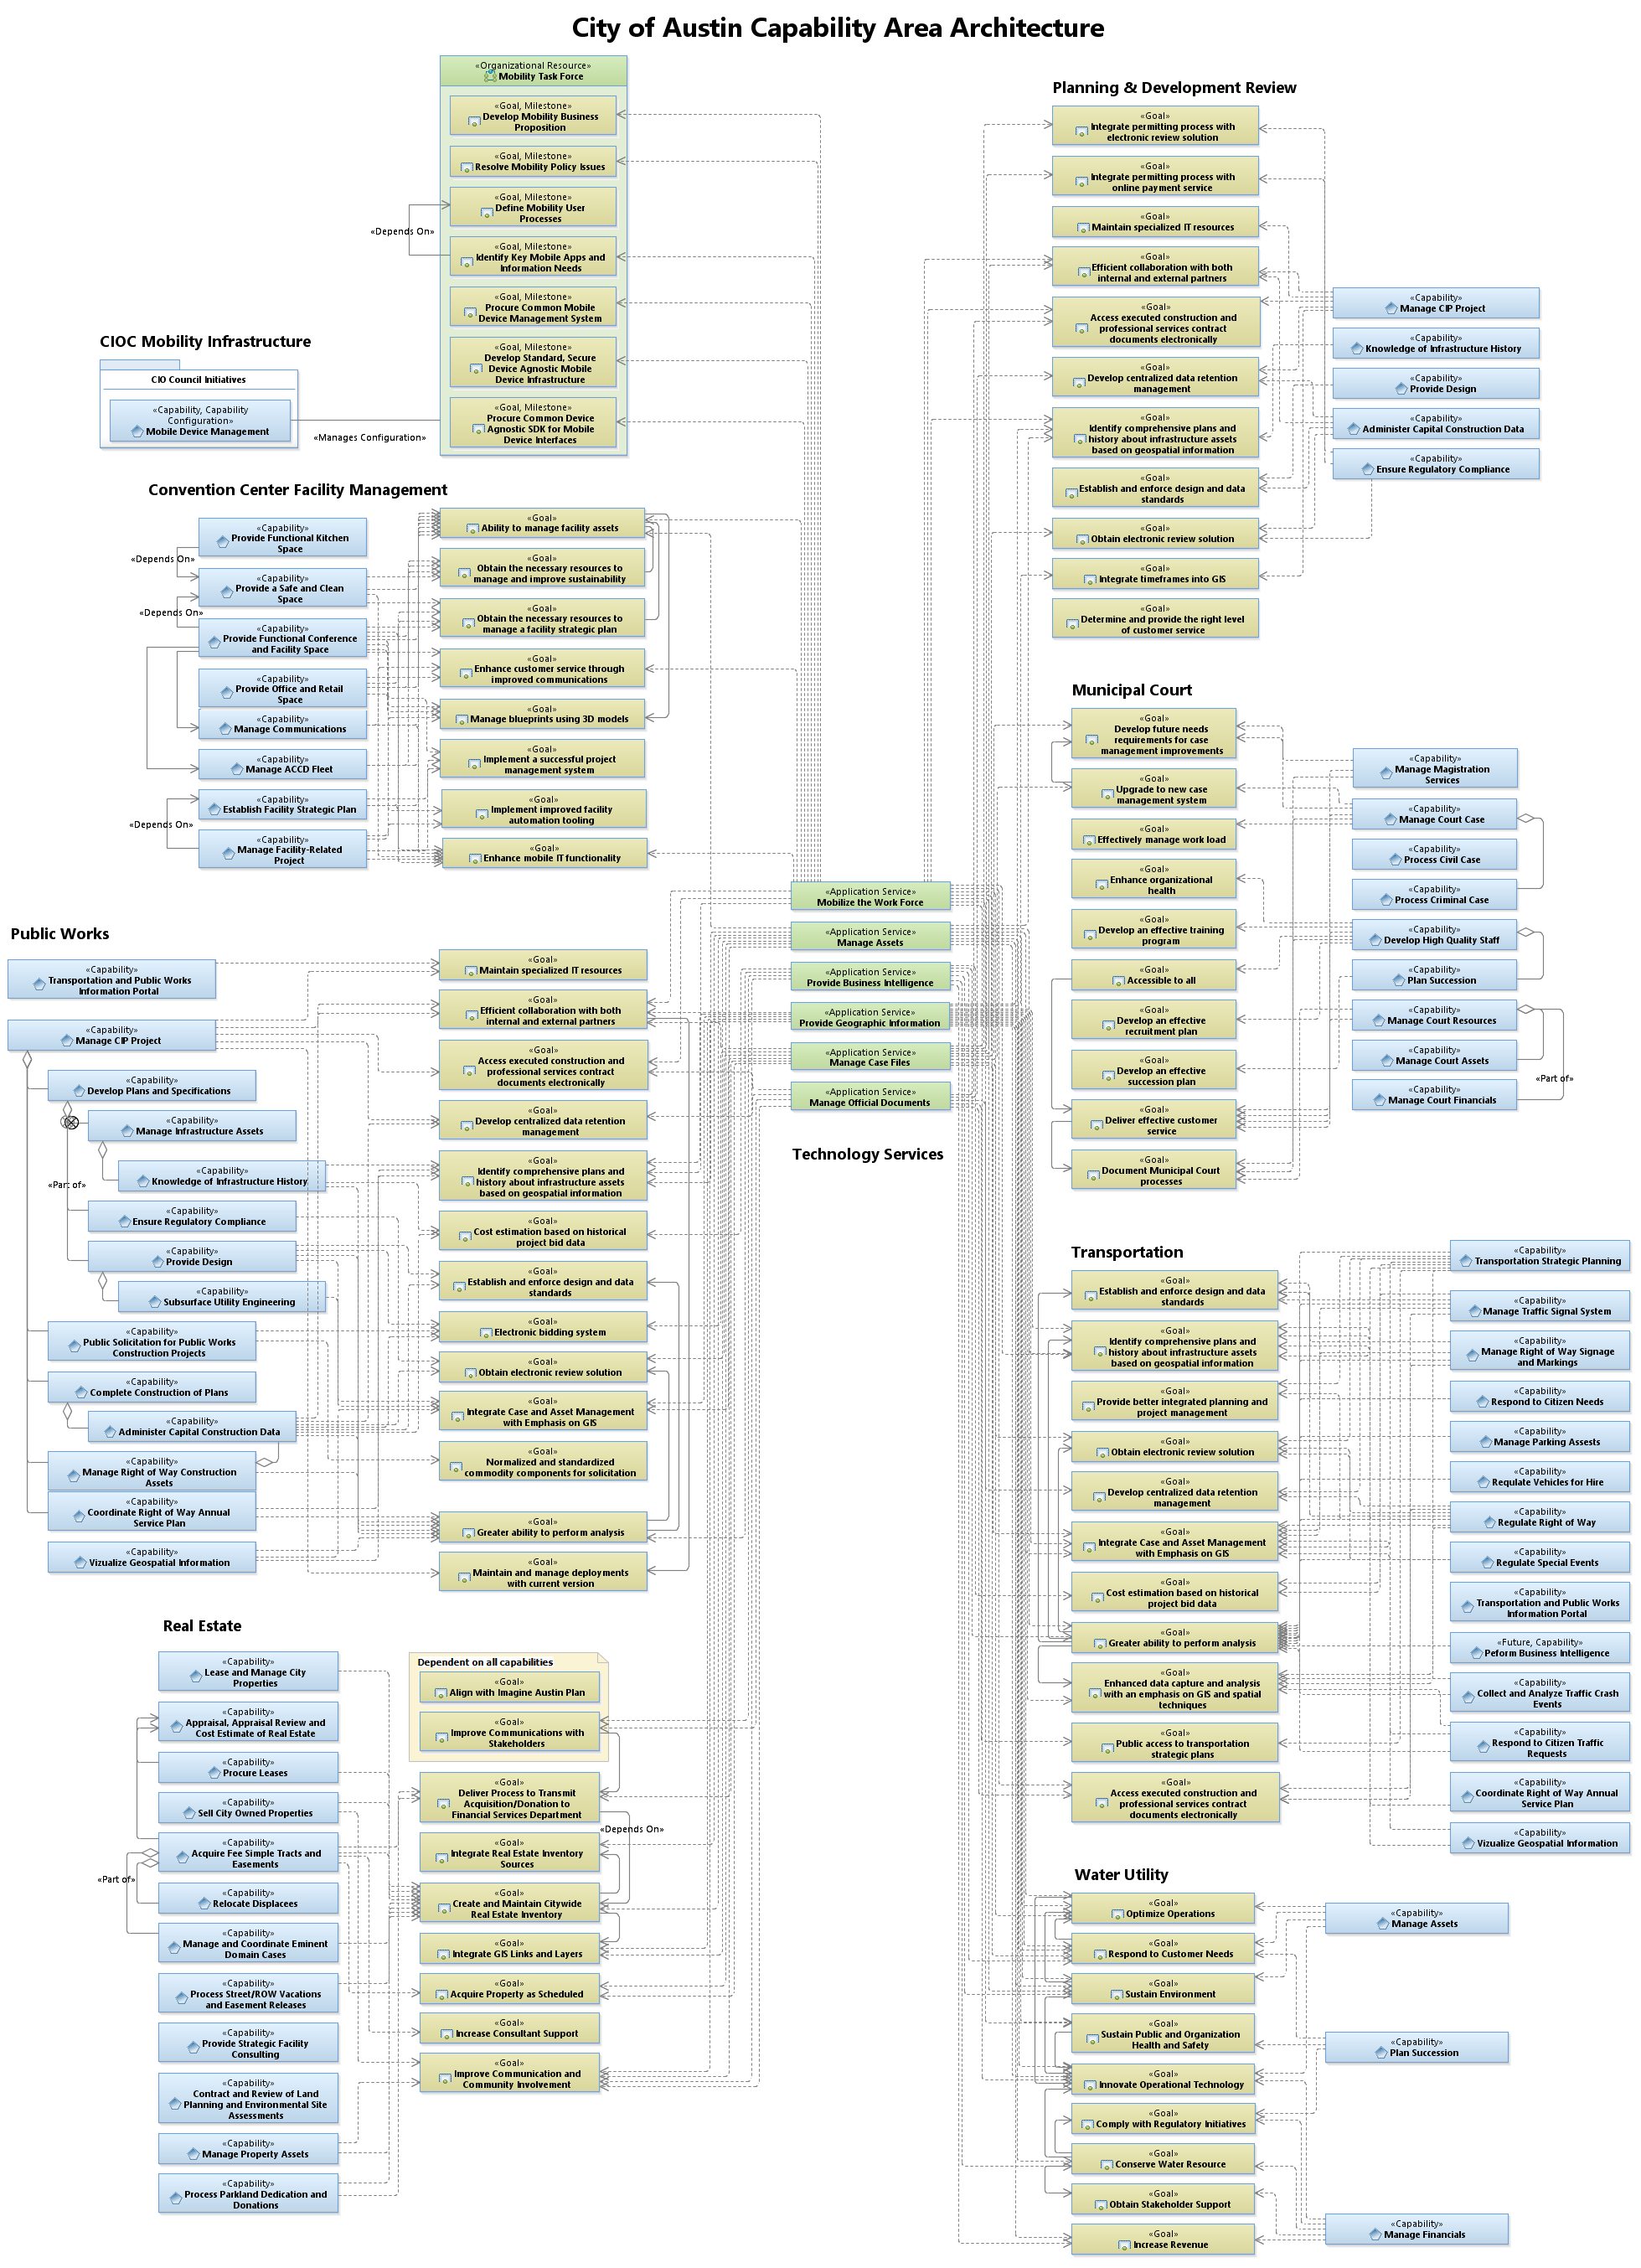 City of Austin Capability Area Architecture
«Organizational Resource»
Mobility Task Force
«Goal, Milestone»
Develop Mobility Business
Proposition
«Goal, Milestone»
Resolve Mobility Policy Issues
«Goal, Milestone»
Define Mobility User
Processes
«Depends On»
«Goal, Milestone»
Identify Key Mobile Apps and
Information Needs
«Goal, Milestone»
Procure Common Mobile
Device Management System
«Goal, Milestone»
Develop Standard, Secure
Device Agnostic Mobile
Device Infrastructure
«Goal, Milestone»
Procure Common Device
Agnostic SDK for Mobile
Device Interfaces
CIOC Mobility Infrastructure
CIO Council Initiatives
«Capability, Capability
Configuration»
Mobile Device Management
«Manages Configuration»
Planning & Development Review
«Goal»
Integrate permitting process with
electronic review solution
«Goal»
Integrate permitting process with
online payment service
«Goal»
Maintain specialized IT resources
«Goal»
Efficient collaboration with both
internal and external partners
«Goal»
Access executed construction and
professional services contract
documents electronically
«Goal»
Develop centralized data retention
management
«Goal»
Identify comprehensive plans and
history about infrastructure assets
based on geospatial information
«Goal»
Establish and enforce design and data
standards
«Goal»
Obtain electronic review solution
«Goal»
Integrate timeframes into GIS
«Goal»
Determine and provide the right level
of customer service
«Capability»
Manage CIP Project
«Capability»
Knowledge of Infrastructure History
«Capability»
Provide Design
«Capability»
Administer Capital Construction Data
«Capability»
Ensure Regulatory Compliance
Convention Center Facility Management
«Capability»
Provide Functional Kitchen
Space
«Depends On»
«Capability»
Provide a Safe and Clean
Space
«Depends On»
«Capability»
Provide Functional Conference
and Facility Space
«Capability»
Provide Office and Retail
Space
«Capability»
Manage Communications
«Capability»
Manage ACCD Fleet
«Capability»
Establish Facility Strategic Plan
«Depends On»
«Capability»
Manage Facility-Related
Project
«Goal»
Ability to manage facility assets
«Goal»
Obtain the necessary resources to
manage and improve sustainability
«Goal»
Obtain the necessary resources to
manage a facility strategic plan
«Goal»
Enhance customer service through
improved communications
«Goal»
Manage blueprints using 3D models
«Goal»
Implement a successful project
management system
«Goal»
Implement improved facility
automation tooling
«Goal»
Enhance mobile IT functionality
Municipal Court
«Goal»
Develop future needs
requirements for case
management improvements
«Goal»
Upgrade to new case
management system
«Goal»
Effectively manage work load
«Goal»
Enhance organizational
health
«Goal»
Develop an effective training
program
«Goal»
Accessible to all
«Goal»
Develop an effective
recruitment plan
«Goal»
Develop an effective
succession plan
«Goal»
Deliver effective customer
service
«Goal»
Document Municipal Court
processes
«Capability»
Manage Magistration
Services
«Capability»
Manage Court Case
«Capability»
Process Civil Case
«Capability»
Process Criminal Case
«Capability»
Develop High Quality Staff
«Capability»
Plan Succession
«Capability»
Manage Court Resources
«Capability»
Manage Court Assets
«Part of»
«Capability»
Manage Court Financials
«Application Service»
Mobilize the Work Force
«Application Service»
Manage Assets
«Application Service»
Provide Business Intelligence
«Application Service»
Provide Geographic Information
«Application Service»
Manage Case Files
«Application Service»
Manage Official Documents
Technology Services
Public Works
«Capability»
Transportation and Public Works
Information Portal
«Capability»
Manage CIP Project
«Capability»
Develop Plans and Specifications
«Capability»
Manage Infrastructure Assets
«Capability»
Knowledge of Infrastructure History
«Part of»
«Capability»
Ensure Regulatory Compliance
«Capability»
Provide Design
«Capability»
Subsurface Utility Engineering
«Capability»
Public Solicitation for Public Works
Construction Projects
«Capability»
Complete Construction of Plans
«Capability»
Administer Capital Construction Data
«Capability»
Manage Right of Way Construction
Assets
«Capability»
Coordinate Right of Way Annual
Service Plan
«Capability»
Vizualize Geospatial Information
«Goal»
Maintain specialized IT resources
«Goal»
Efficient collaboration with both
internal and external partners
«Goal»
Access executed construction and
professional services contract
documents electronically
«Goal»
Develop centralized data retention
management
«Goal»
Identify comprehensive plans and
history about infrastructure assets
based on geospatial information
«Goal»
Cost estimation based on historical
project bid data
«Goal»
Establish and enforce design and data
standards
«Goal»
Electronic bidding system
«Goal»
Obtain electronic review solution
«Goal»
Integrate Case and Asset Management
with Emphasis on GIS
«Goal»
Normalized and standardized
commodity components for solicitation
«Goal»
Greater ability to perform analysis
«Goal»
Maintain and manage deployments
with current version
Transportation
«Goal»
Establish and enforce design and data
standards
«Goal»
Identify comprehensive plans and
history about infrastructure assets
based on geospatial information
«Goal»
Provide better integrated planning and
project management
«Goal»
Obtain electronic review solution
«Goal»
Develop centralized data retention
management
«Goal»
Integrate Case and Asset Management
with Emphasis on GIS
«Goal»
Cost estimation based on historical
project bid data
«Goal»
Greater ability to perform analysis
«Goal»
Enhanced data capture and analysis
with an emphasis on GIS and spatial
techniques
«Goal»
Public access to transportation
strategic plans
«Goal»
Access executed construction and
professional services contract
documents electronically
«Capability»
Transportation Strategic Planning
«Capability»
Manage Traffic Signal System
«Capability»
Manage Right of Way Signage
and Markings
«Capability»
Respond to Citizen Needs
«Capability»
Manage Parking Assests
«Capability»
Requlate Vehicles for Hire
«Capability»
Regulate Right of Way
«Capability»
Regulate Special Events
«Capability»
Transportation and Public Works
Information Portal
«Future, Capability»
Peform Business Intelligence
«Capability»
Collect and Analyze Traffic Crash
Events
«Capability»
Respond to Citizen Traffic
Requests
«Capability»
Coordinate Right of Way Annual
Service Plan
«Capability»
Vizualize Geospatial Information
Real Estate
«Capability»
Lease and Manage City
Properties
«Capability»
Appraisal, Appraisal Review and
Cost Estimate of Real Estate
«Capability»
Procure Leases
«Capability»
Sell City Owned Properties
«Capability»
Acquire Fee Simple Tracts and
Easements
«Part of»
«Capability»
Relocate Displacees
«Capability»
Manage and Coordinate Eminent
Domain Cases
«Capability»
Process Street/ROW Vacations
and Easement Releases
«Capability»
Provide Strategic Facility
Consulting
«Capability»
Contract and Review of Land
Planning and Environmental Site
Assessments
«Capability»
Manage Property Assets
«Capability»
Process Parkland Dedication and
Donations
Dependent on all capabilities
«Goal»
Align with Imagine Austin Plan
«Goal»
Improve Communications with
Stakeholders
«Goal»
Deliver Process to Transmit
Acquisition/Donation to
Financial Services Department
«Depends On»
«Goal»
Integrate Real Estate Inventory
Sources
«Goal»
Create and Maintain Citywide
Real Estate Inventory
«Goal»
Integrate GIS Links and Layers
«Goal»
Acquire Property as Scheduled
«Goal»
Increase Consultant Support
«Goal»
Improve Communication and
Community Involvement
Water Utility
«Goal»
Optimize Operations
«Goal»
Respond to Customer Needs
«Goal»
Sustain Environment
«Goal»
Sustain Public and Organization
Health and Safety
«Goal»
Innovate Operational Technology
«Goal»
Comply with Regulatory Initiatives
«Goal»
Conserve Water Resource
«Goal»
Obtain Stakeholder Support
«Goal»
Increase Revenue
«Capability»
Manage Assets
«Capability»
Plan Succession
«Capability»
Manage Financials